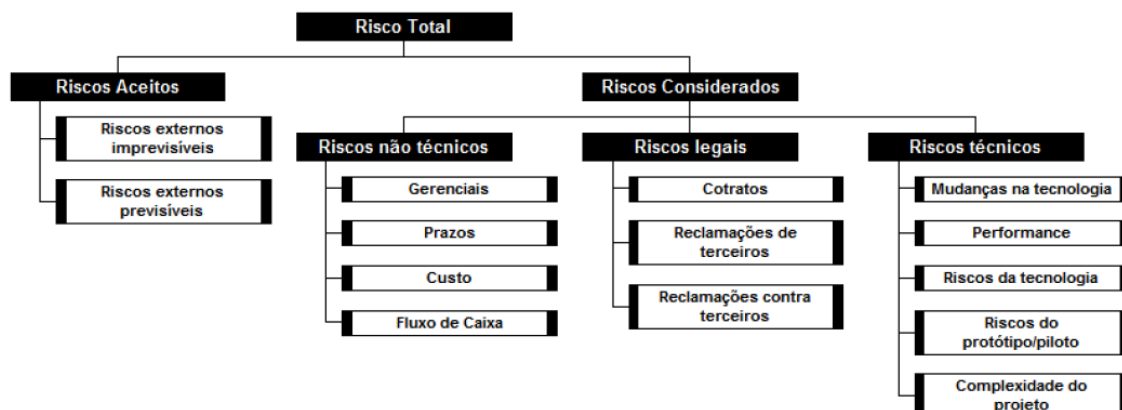 Risco Total
Riscos Aceitos
Riscos externos
imprevisíveis
Riscos externos
previsíveis
Riscos Considerados
Riscos não técnicos
Gerenciais
Prazos
Custo
Fluxo de Caixa
Riscos legais
Cotratos
Reclamações de
terceiros
Reclamações contra
terceiros
Riscos técnicos
Mudanças na tecnologia
Performance
Riscos da tecnologia
Riscos do
protótipo/piloto
Complexidade do
projeto